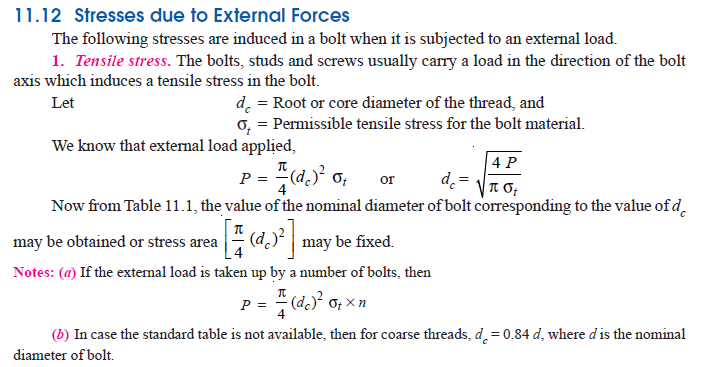 11.12 Stresses due to External Forces
The following stresses are induced in a bolt when it is subjected to an external load.
1. Tensile stress. The bolts, studs and screws usually carry a load in the direction of the bolt
axis which induces a tensile stress in the bolt.
Let d_c = Root or core diameter of the thread, and
σ_t = Permissible tensile stress for the bolt material.
We know that external load applied,
P = π/4 (d_c)² σ_t or d_c = √(4 P / π σ_t)
Now from Table 11.1, the value of the nominal diameter of bolt corresponding to the value of d_c
may be obtained or stress area [π/4 (d_c)²] may be fixed.
Notes: (a) If the external load is taken up by a number of bolts, then
P = π/4 (d_c)² σ_t × n
(b) In case the standard table is not available, then for coarse threads, d_c = 0.84 d, where d is the nominal
diameter of bolt.